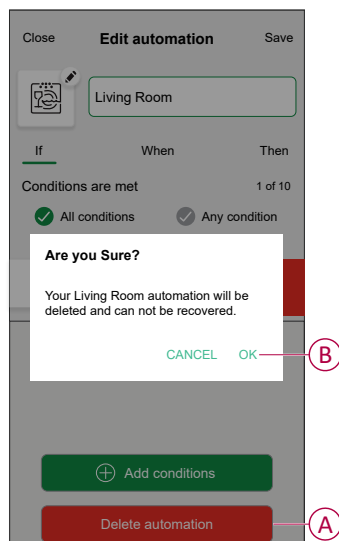 Close Edit automation Save
Living Room
If When Then
Conditions are met 1 of 10
All conditions Any condition
Are you Sure?
Your Living Room automation will be
deleted and can not be recovered.
CANCEL OK
B
Add conditions
Delete automation
A